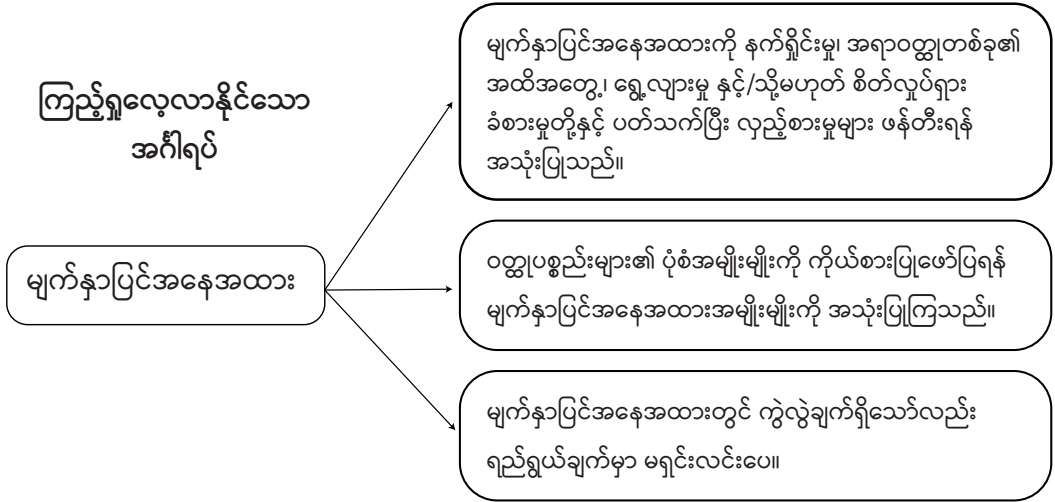 ကြည့်ရှုလေ့လာနိုင်သော
အင်္ဂါရပ်
မျက်နှာပြင်အနေအထား
မျက်နှာပြင်အနေအထားကို နက်ရှိုင်းမှု၊ အရာဝတ္ထုတစ်ခု၏
အထိအတွေ့၊ ရွေ့လျားမှု နှင့်/သို့မဟုတ် စိတ်လှုပ်ရှား
ခံစားမှုတို့နှင့် ပတ်သက်ပြီး လှည့်စားမှုများ ဖန်တီးရန်
အသုံးပြုသည်။
ဝတ္ထုပစ္စည်းများ၏ ပုံစံအမျိုးမျိုးကို ကိုယ်စားပြုဖော်ပြရန်
မျက်နှာပြင်အနေအထားအမျိုးမျိုးကို အသုံးပြုကြသည်။
မျက်နှာပြင်အနေအထားတွင် ကွဲလွဲချက်ရှိသော်လည်း
ရည်ရွယ်ချက်မှာ မရှင်းလင်းပေ။